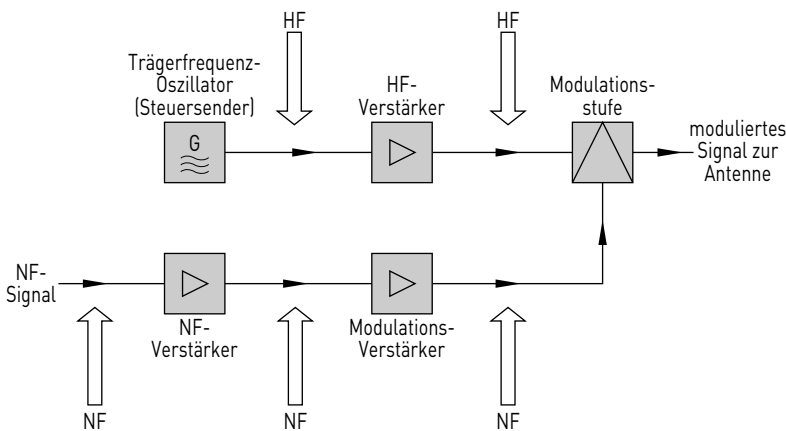 HF
HF
Trägerfrequenz-
Oszillator
(Steuersender)
HF-
Verstärker
Modulations-
stufe
G
moduliertes
Signal zur
Antenne
NF-
Signal
NF-
Verstärker
Modulations-
Verstärker
NF
NF
NF